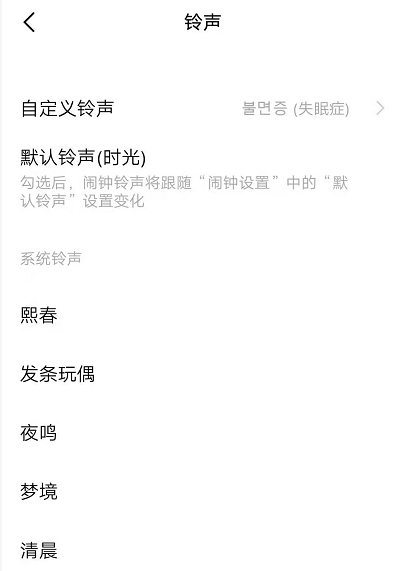 铃声
自定义铃声 불면증 (失眠症)
默认铃声(时光)
勾选后，闹钟铃声将跟随“闹钟设置”中的“默
认铃声”设置变化
系统铃声
熙春
发条玩偶
夜鸣
梦境
清晨